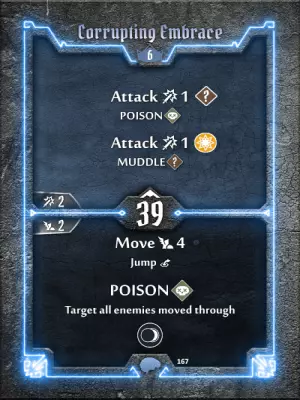 Corrupting Embrace
6
Attack 1 ?
POISON
Attack 1
MUDDLE ?
2
39
2
Move 4
Jump
POISON
Target all enemies moved through
167